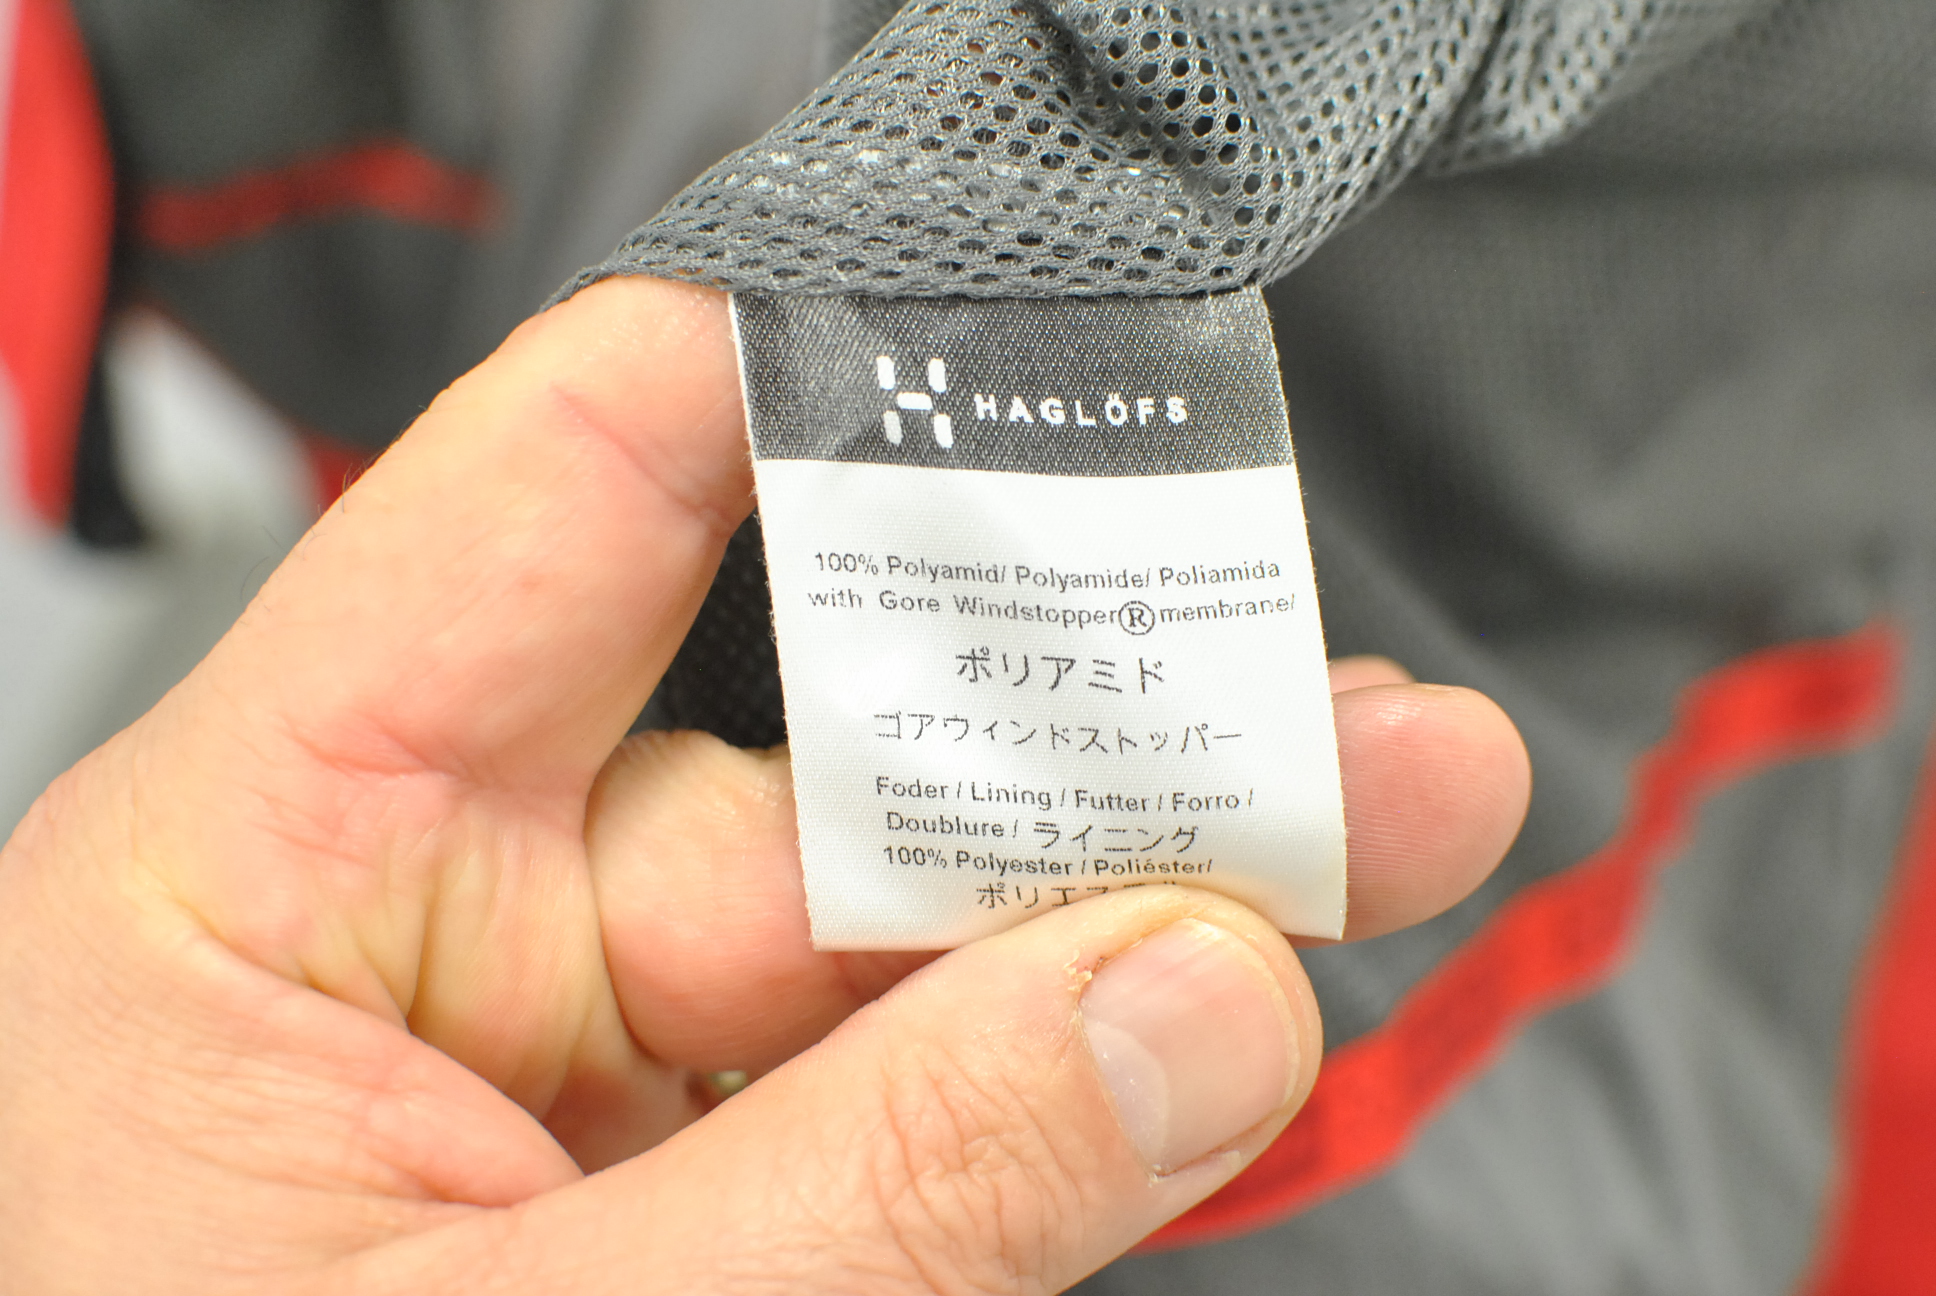 HAGLÖFS
100% Polyamid/ Polyamide/ Poliamida
with Gore Windstopper® membrane/
ポリアミド
ゴアウィンドストッパー
Foder / Lining / Futter / Forro /
Doublure / ライニング
100% Polyester / Poliéster/